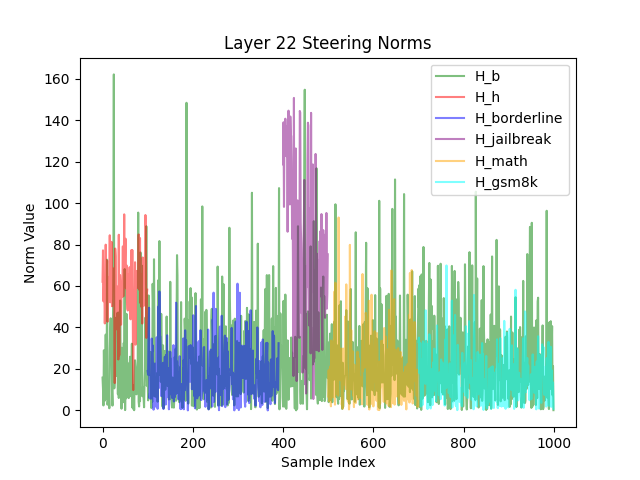 Layer 22 Steering Norms
Norm Value
160
140
120
100
80
60
40
20
0
H_b
H_h
H_borderline
H_jailbreak
H_math
H_gsm8k
0
200
400
600
800
1000
Sample Index